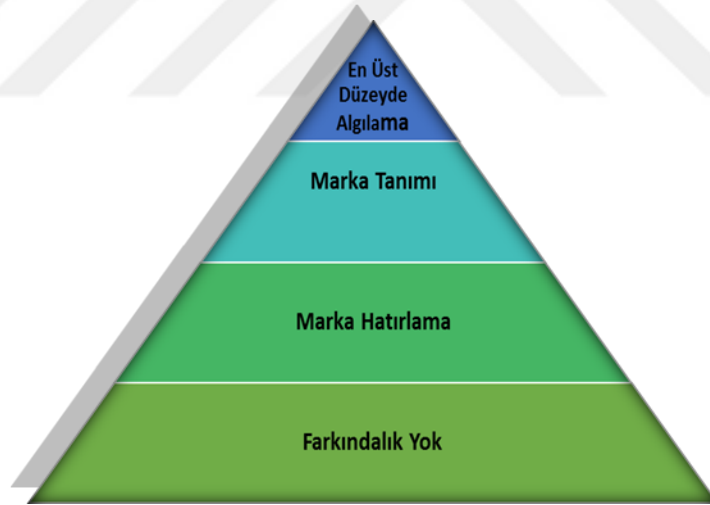 En Üst
Düzeyde
Algılama
Marka Tanımı
Marka Hatırlama
Farkındalık Yok